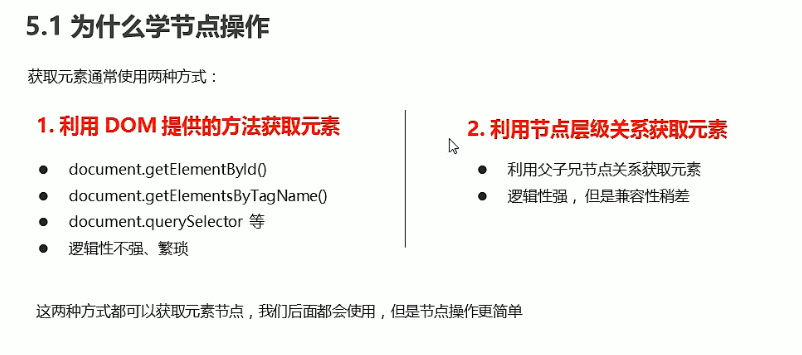 5.1 为什么学节点操作
获取元素通常使用两种方式：
1. 利用 DOM 提供的方法获取元素
● document.getElementById()
● document.getElementsByTagName()
● document.querySelector 等
● 逻辑性不强、繁琐
2. 利用节点层级关系获取元素
● 利用父子兄节点关系获取元素
● 逻辑性强，但是兼容性稍差
这两种方式都可以获取元素节点，我们后面都会使用，但是节点操作更简单